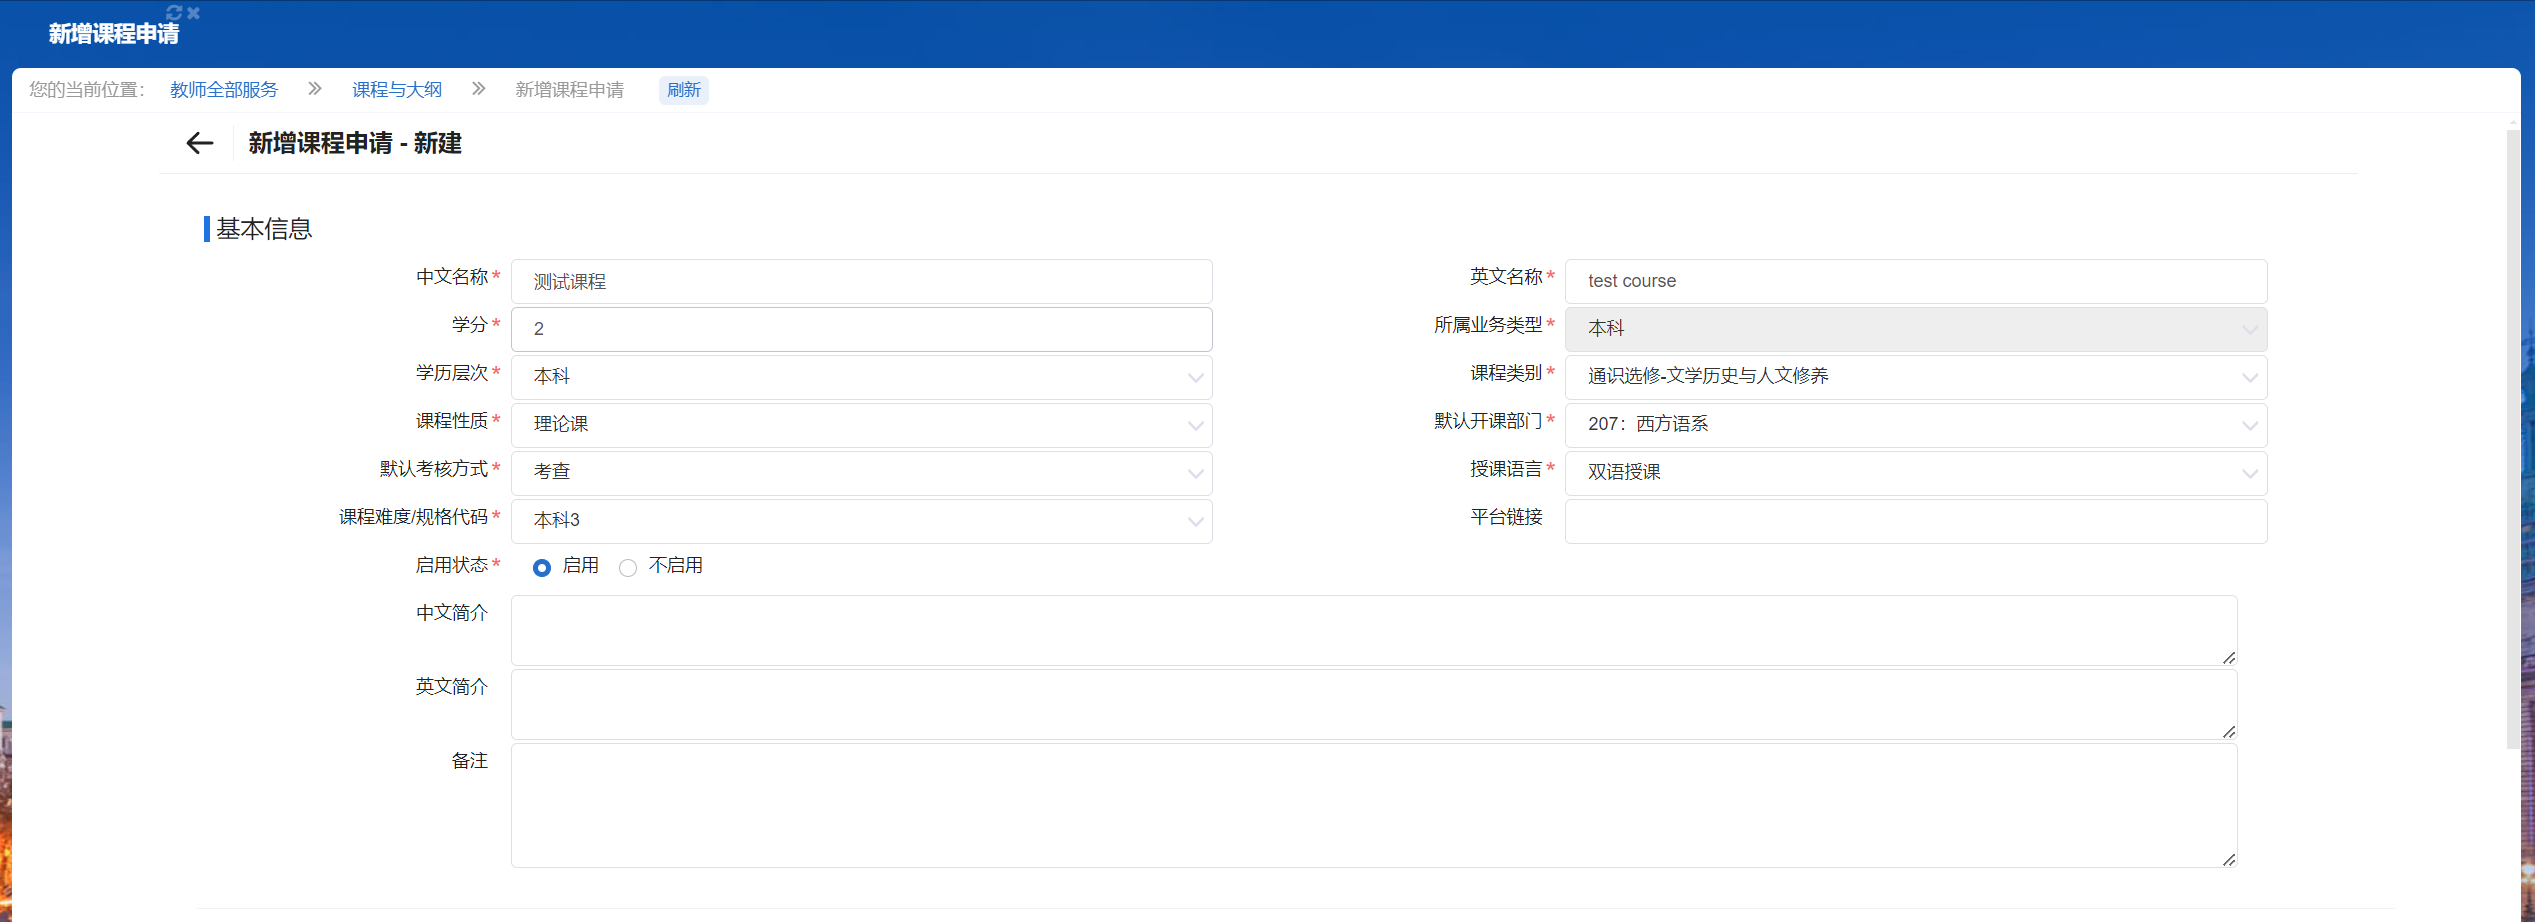 新增课程申请
您的当前位置： 教师全部服务 » 课程与大纲 » 新增课程申请 刷新
新增课程申请 - 新建
基本信息
中文名称* 测试课程 英文名称* test course
学分* 2 所属业务类型* 本科
学历层次* 本科 课程类别* 通识选修-文学历史与人文修养
课程性质* 理论课 默认开课部门* 207：西方语系
默认考核方式* 考查 授课语言* 双语授课
课程难度/规格代码* 本科3 平台链接
启用状态* 启用 不启用
中文简介
英文简介
备注